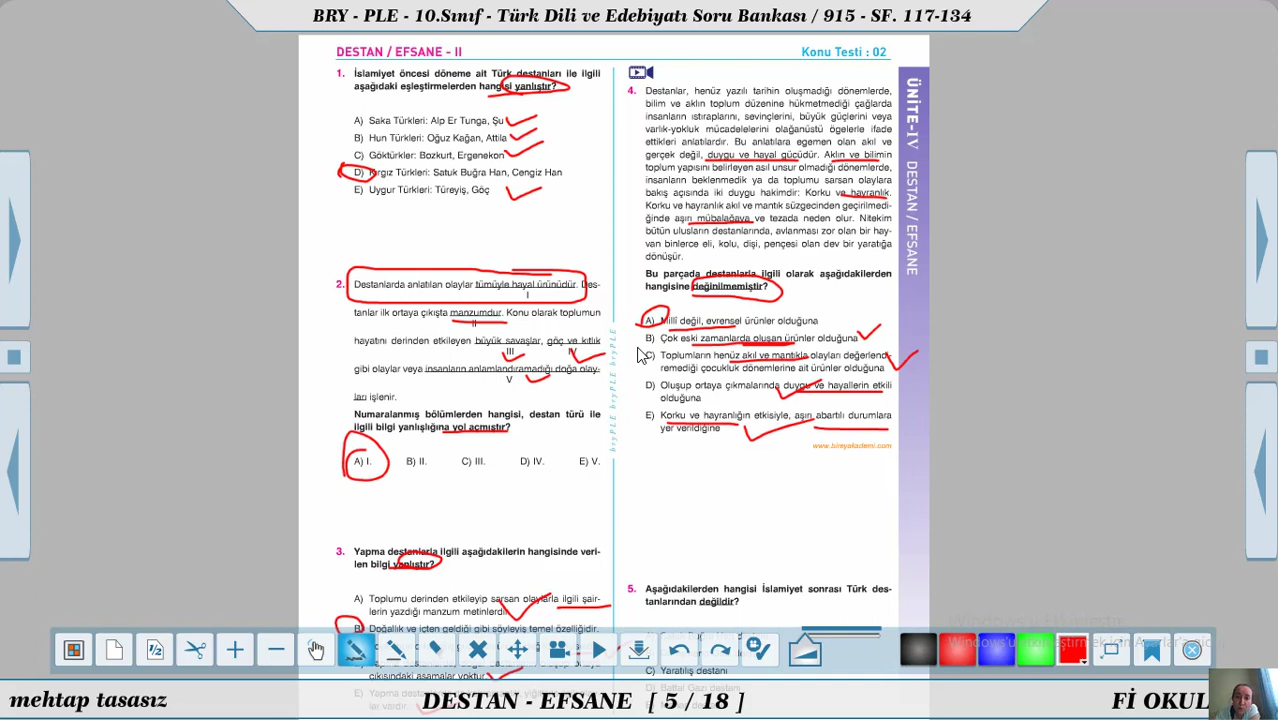 BRY - PLE - 10.Sınıf - Türk Dili ve Edebiyatı Soru Bankası / 915 - SF. 117-134
DESTAN / EFSANE - II
Konu Testi : 02
1. İslamiyet öncesi döneme ait Türk destanları ile ilgili
aşağıdaki eşleştirmelerden hangisi yanlıştır?
A) Saka Türkleri: Alp Er Tunga, Şu
B) Hun Türkleri: Oğuz Kağan, Attila
C) Göktürkler: Bozkurt, Ergenekon
D) Kırgız Türkleri: Satuk Buğra Han, Cengiz Han
E) Uygur Türkleri: Türeyiş, Göç
2. Destanlarda anlatılan olaylar tümüyle hayal ürünüdür. Des-
I
tanlar ilk ortaya çıkışta manzumdur. Konu olarak toplumun
II
hayatını derinden etkileyen büyük savaşlar, göç ve kıtlık
III IV
gibi olaylar veya insanların anlamlandıramadığı doğa olay-
V
ları işlenir.
Numaralanmış bölümlerden hangisi, destan türü ile
ilgili bilgi yanlışlığına yol açmıştır?
A) I. B) II. C) III. D) IV. E) V.
3. Yapma destanlarla ilgili aşağıdakilerin hangisinde veri-
len bilgi yanlıştır?
A) Toplumu derinden etkileyip sarsan olaylarla ilgili şair-
lerin yazdığı manzum metinlerdir.
B) Doğallık ve içten geldiği gibi söyleyiş temel özelliğidir.
çıkışındaki aşamalar yoktur.
E) Yapma
ler vardır.
4. Destanlar, henüz yazılı tarihin oluşmadığı dönemlerde,
bilim ve aklın toplum düzenine hükmetmediği çağlarda
insanların ıstıraplarını, sevinçlerini, büyük güçlerini veya
varlık-yokluk mücadelelerini olağanüstü ögelerle ifade
ettikleri anlatılardır. Bu anlatılara egemen olan akıl ve
gerçek değil, duygu ve hayal gücüdür. Aklın ve bilimin
toplum yapısını belirleyen asıl unsur olmadığı dönemlerde,
insanların beklenmedik ya da toplumu sarsan olaylara
bakış açısında iki duygu hakimdir: Korku ve hayranlık.
Korku ve hayranlık akıl ve mantık süzgecinden geçirilmedi-
ğinde aşırı mübalağaya ve tezada neden olur. Nitekim
bütün ulusların destanlarında, avlanması zor olan bir hay-
van binlerce eli, kolu, dişi, pençesi olan dev bir yaratığa
dönüşür.
Bu parçada destanlarla ilgili olarak aşağıdakilerden
hangisine değinilmemiştir?
A) Millî değil, evrensel ürünler olduğuna
B) Çok eski zamanlarda oluşan ürünler olduğuna
C) Toplumların henüz akıl ve mantıkla olayları değerlendi-
remediği çocukluk dönemlerine ait ürünler olduğuna
D) Oluşup ortaya çıkmalarında duygu ve hayallerin etkili
olduğuna
E) Korku ve hayranlığın etkisiyle, aşırı abartılı durumlara
yer verildiğine
www.bireyakademi.com
5. Aşağıdakilerden hangisi İslamiyet sonrası Türk des-
tanlarından değildir?
C) Yaratılış destanı
D) Battal Gazi destanı
ÜNİTE-IV DESTAN / EFSANE
bryPLE bryPLE bryPLE
mehtap tasasız
DESTAN - EFSANE [ 5 / 18 ]
Fİ OKUL